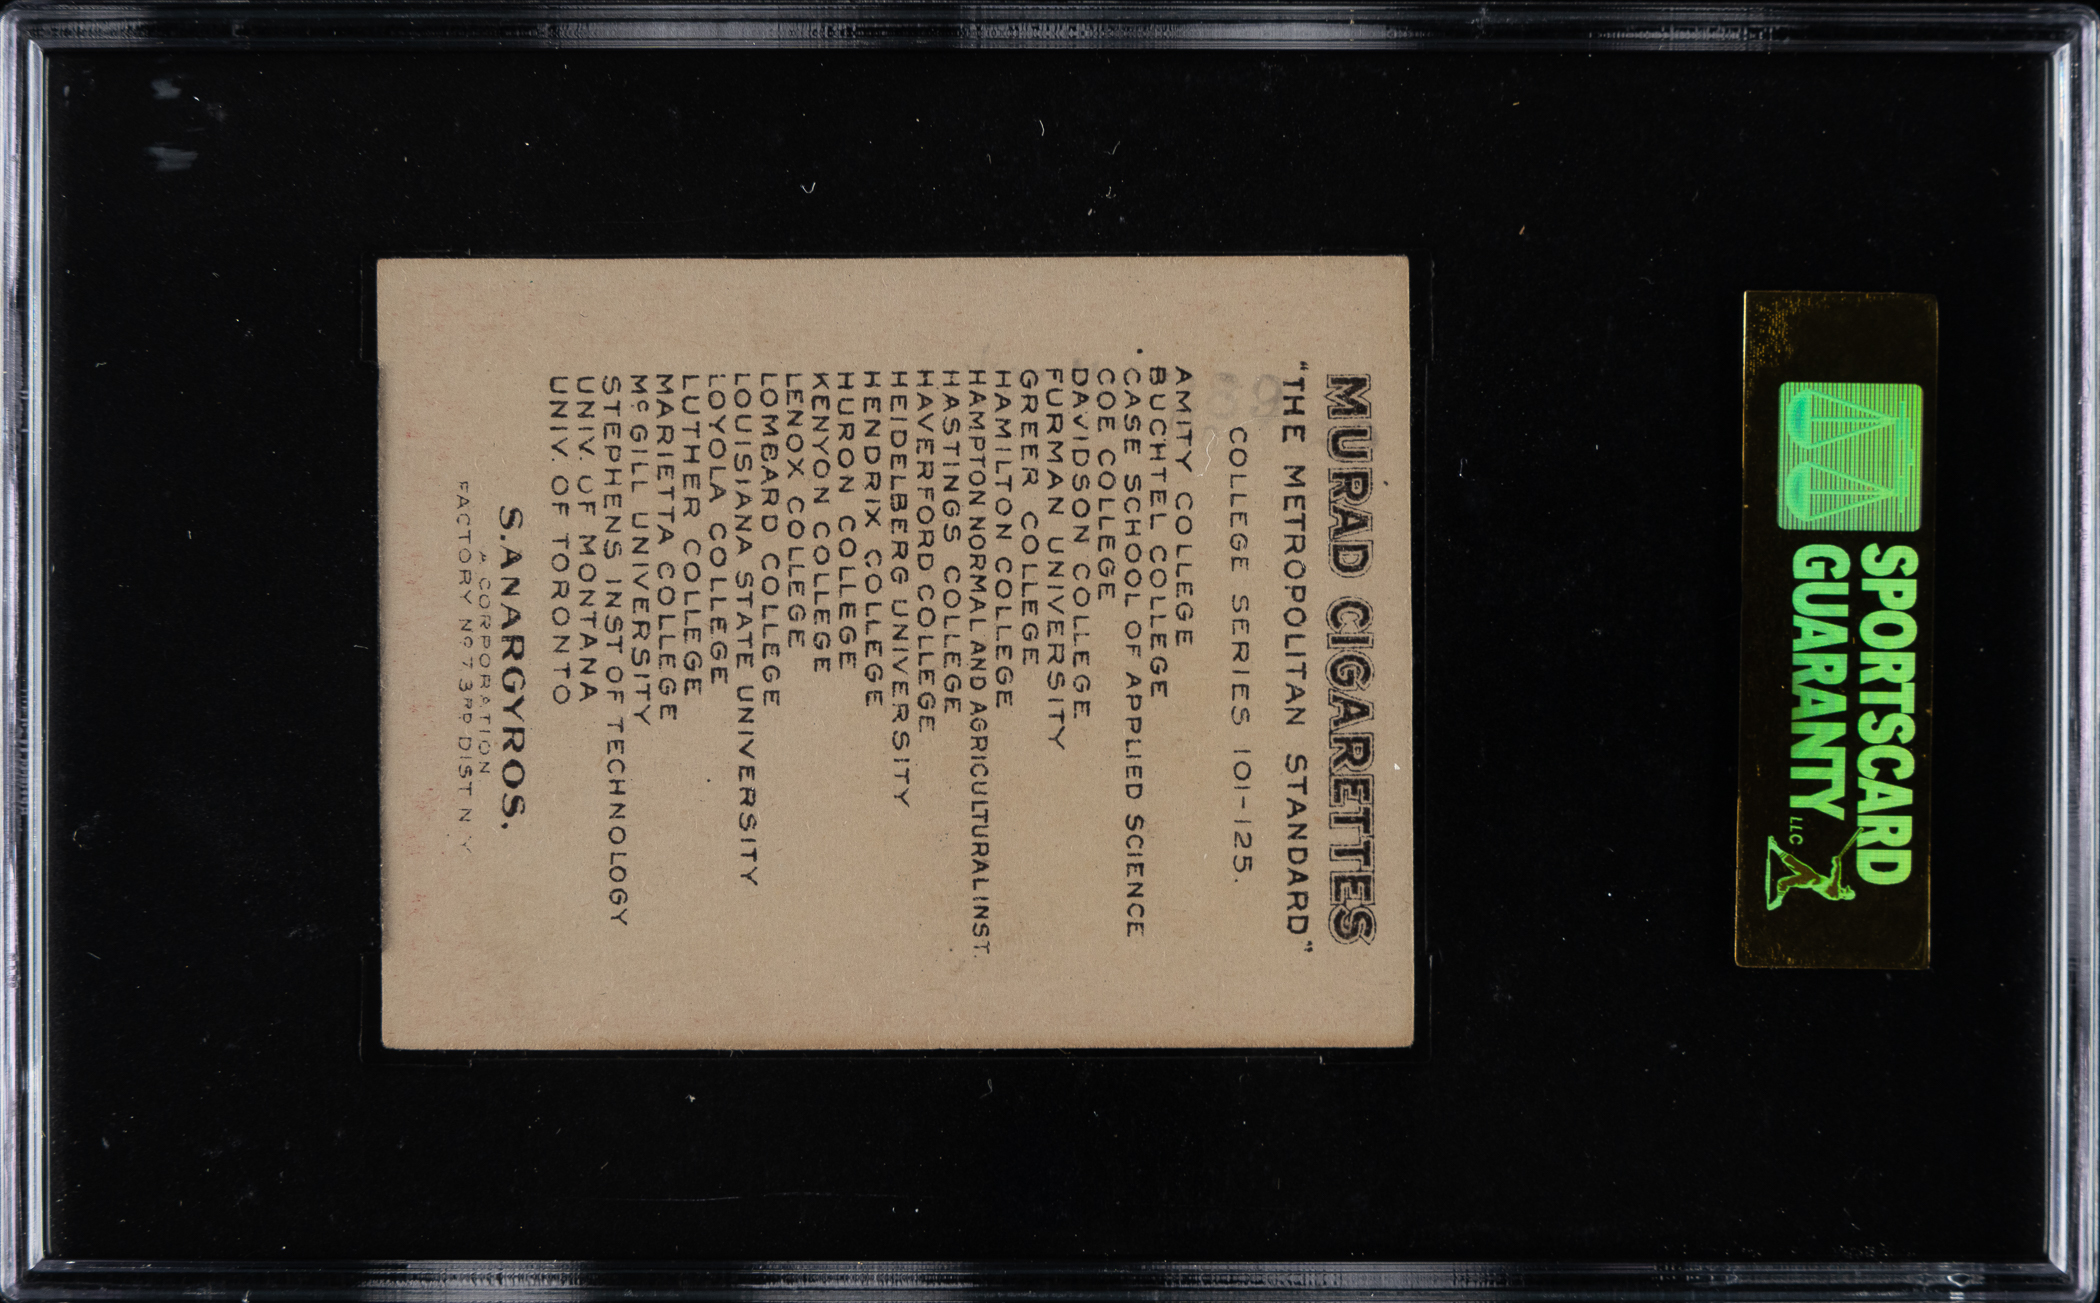 MURAD CIGARETTES
"THE METROPOLITAN STANDARD"
COLLEGE SERIES 101-125.
AMITY COLLEGE
BUCHTEL COLLEGE
CASE SCHOOL OF APPLIED SCIENCE
COE COLLEGE
DAVIDSON COLLEGE
FURMAN UNIVERSITY
GREER COLLEGE
HAMILTON COLLEGE
HAMPTON NORMAL AND AGRICULTURAL INST.
HASTINGS COLLEGE
HAVERFORD COLLEGE
HEIDELBERG UNIVERSITY
HENDRIX COLLEGE
HURON COLLEGE
KENYON COLLEGE
LENOX COLLEGE
LOMBARD COLLEGE
LOUISIANA STATE UNIVERSITY
LOYOLA COLLEGE
LUTHER COLLEGE
MARIETTA COLLEGE
McGILL UNIVERSITY
STEPHENS INST OF TECHNOLOGY
UNIV. OF MONTANA
UNIV. OF TORONTO
S. ANARGYROS.
A CORPORATION.
FACTORY No 7 3RD DIST N Y
SPORTSCARD
GUARANTY LLC